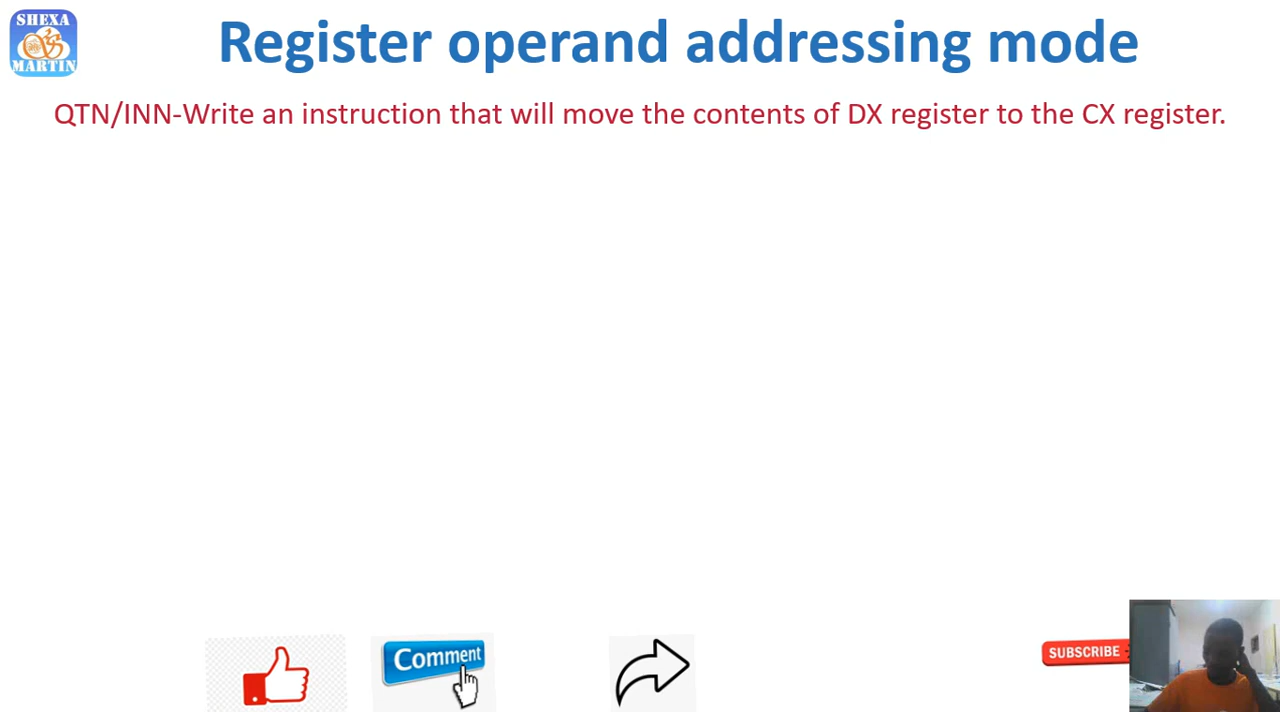 SHEXA
MARTIN
Register operand addressing mode
QTN/INN-Write an instruction that will move the contents of DX register to the CX register.
Comment
SUBSCRIBE